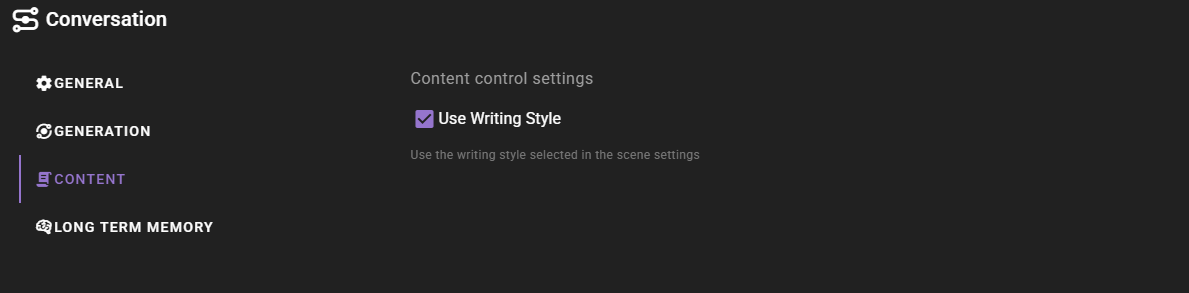 Conversation
GENERAL
GENERATION
CONTENT
LONG TERM MEMORY
Content control settings
Use Writing Style
Use the writing style selected in the scene settings